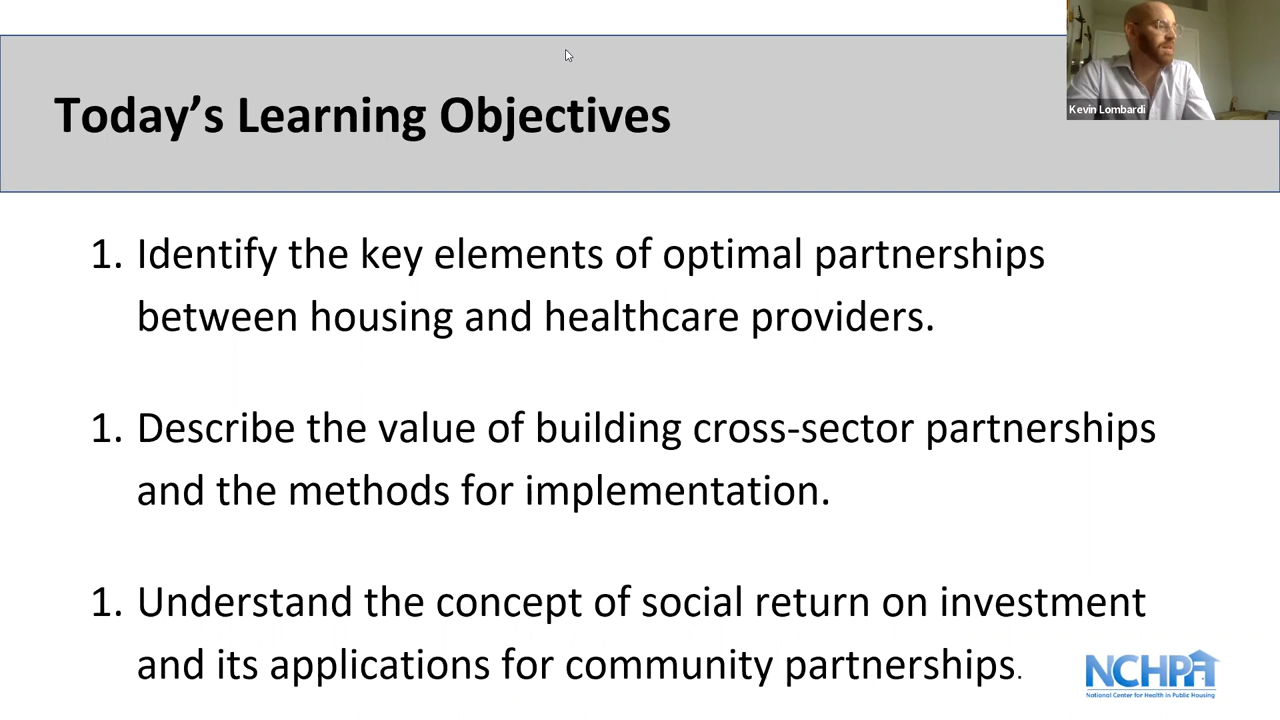 Today’s Learning Objectives
Kevin Lombardi
1. Identify the key elements of optimal partnerships
between housing and healthcare providers.
1. Describe the value of building cross-sector partnerships
and the methods for implementation.
1. Understand the concept of social return on investment
and its applications for community partnerships.
NCHPH
National Center for Health in Public Housing